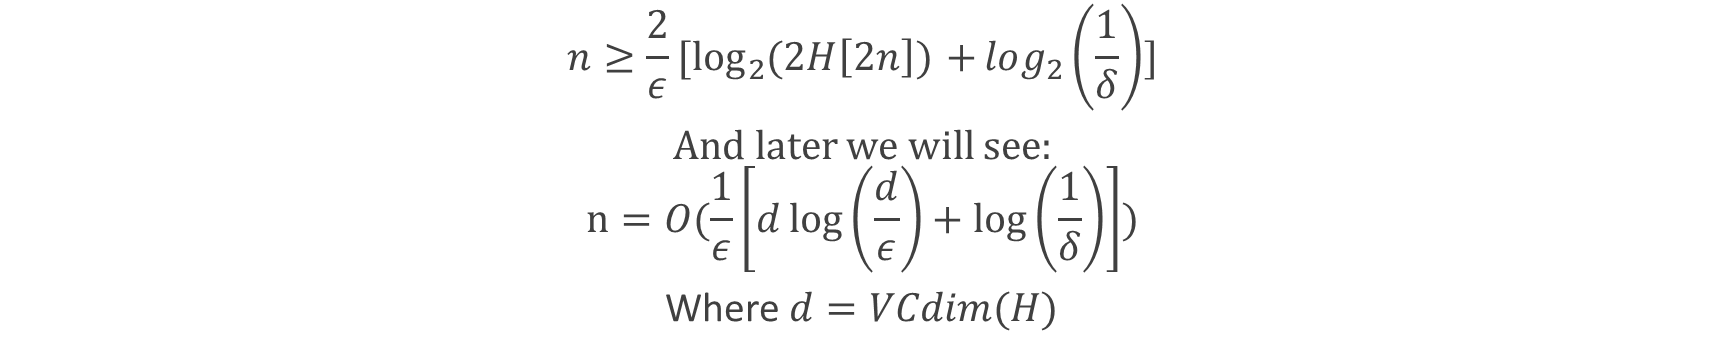 n ≥ 2/ϵ [log₂(2H[2n]) + log₂(1/δ)]
And later we will see:
n = O(1/ϵ [d log(d/ϵ) + log(1/δ)])
Where d = VCdim(H)